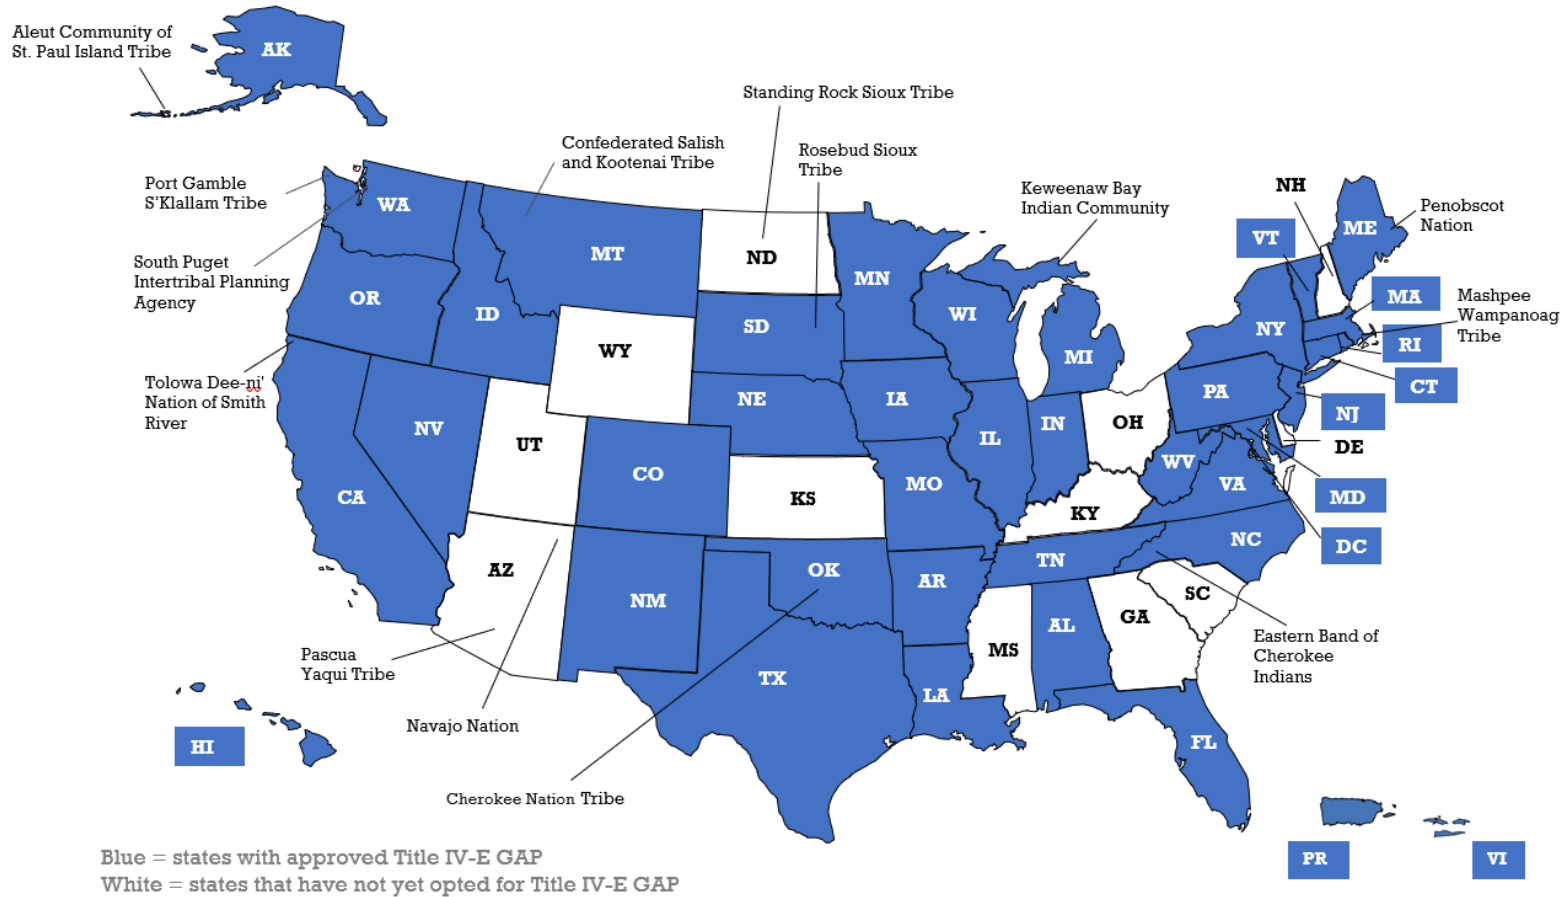 Aleut Community of
St. Paul Island Tribe
AK
Standing Rock Sioux Tribe
Confederated Salish
and Kootenai Tribe
Rosebud Sioux
Tribe
Port Gamble
S'Klallam Tribe
Keweenaw Bay
Indian Community
NH
Penobscot
Nation
WA
MT
ND
MN
VT
ME
South Puget
Intertribal Planning
Agency
OR
ID
SD
WI
NY
MA
Mashpee
Wampanoag
Tribe
WY
MI
RI
Tolowa Dee-ni'
Nation of Smith
River
NE
IA
PA
CT
NV
UT
CO
IL
IN
OH
NJ
DE
CA
KS
MO
WV
VA
MD
KY
DC
AZ
NM
OK
AR
TN
NC
SC
GA
AL
MS
Eastern Band of
Cherokee
Indians
Pascua
Yaqui Tribe
TX
LA
Navajo Nation
HI
FL
Cherokee Nation Tribe
PR
VI
Blue = states with approved Title IV-E GAP
White = states that have not yet opted for Title IV-E GAP